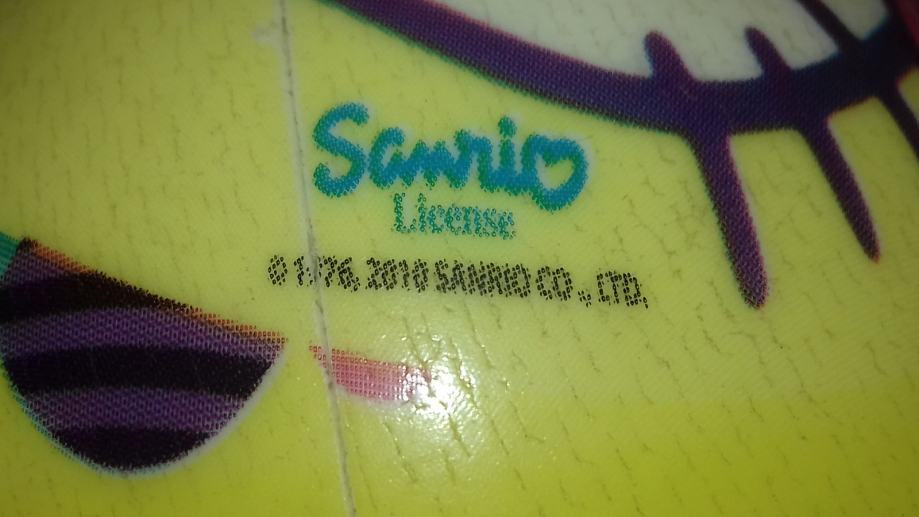 Sanrio
License
© 1976, 2010 SANRIO CO., LTD.